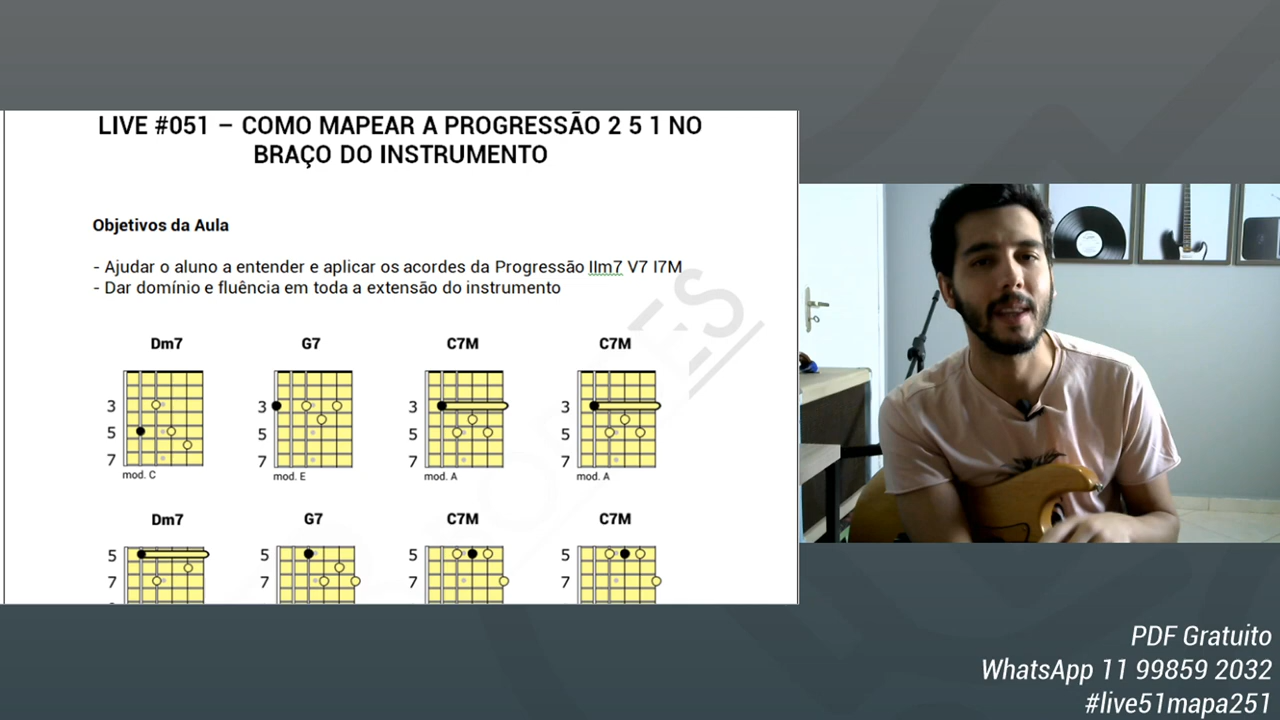 LIVE #051 – COMO MAPEAR A PROGRESSÃO 2 5 1 NO
BRAÇO DO INSTRUMENTO
Objetivos da Aula
- Ajudar o aluno a entender e aplicar os acordes da Progressão IIm7 V7 I7M
- Dar domínio e fluência em toda a extensão do instrumento
Dm7 G7 C7M C7M
3 3 3 3
5 5 5 5
7 7 7 7
mod. C mod. E mod. A mod. A
Dm7 G7 C7M C7M
5 5 5 5
7 7 7 7
PDF Gratuito
WhatsApp 11 99859 2032
#live51mapa251